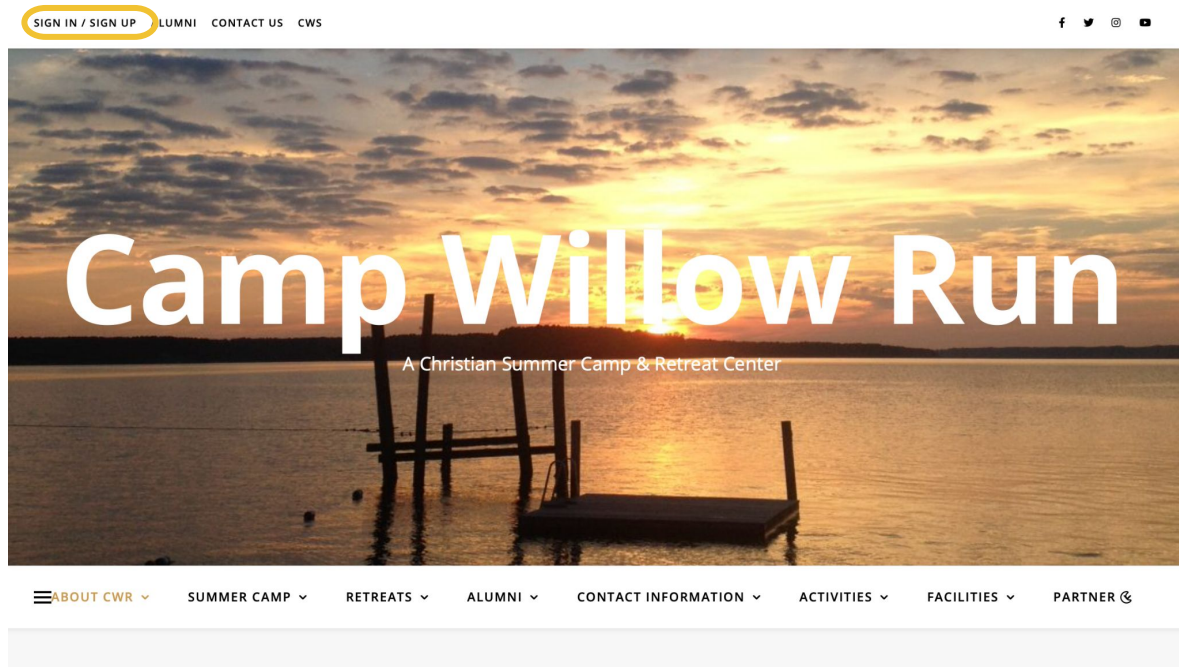 SIGN IN / SIGN UP ALUMNI CONTACT US CWS
Camp Willow Run
A Christian Summer Camp & Retreat Center
ABOUT CWR SUMMER CAMP RETREATS ALUMNI CONTACT INFORMATION ACTIVITIES FACILITIES PARTNER